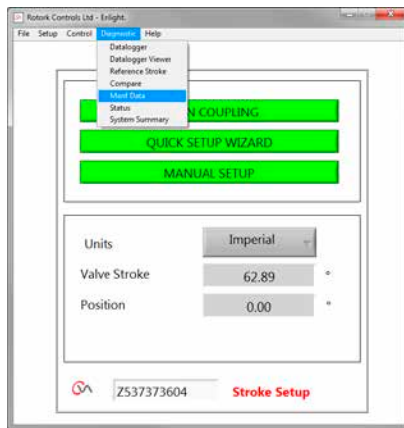 Rotork Controls Ltd - Enlight.
File Setup Control Diagnostic Help
Datalogger
Datalogger Viewer
Reference Stroke
Compare
Manf Data
Status
System Summary
N COUPLING
QUICK SETUP WIZARD
MANUAL SETUP
Units Imperial
Valve Stroke 62.89 °
Position 0.00 °
Z537373604 Stroke Setup